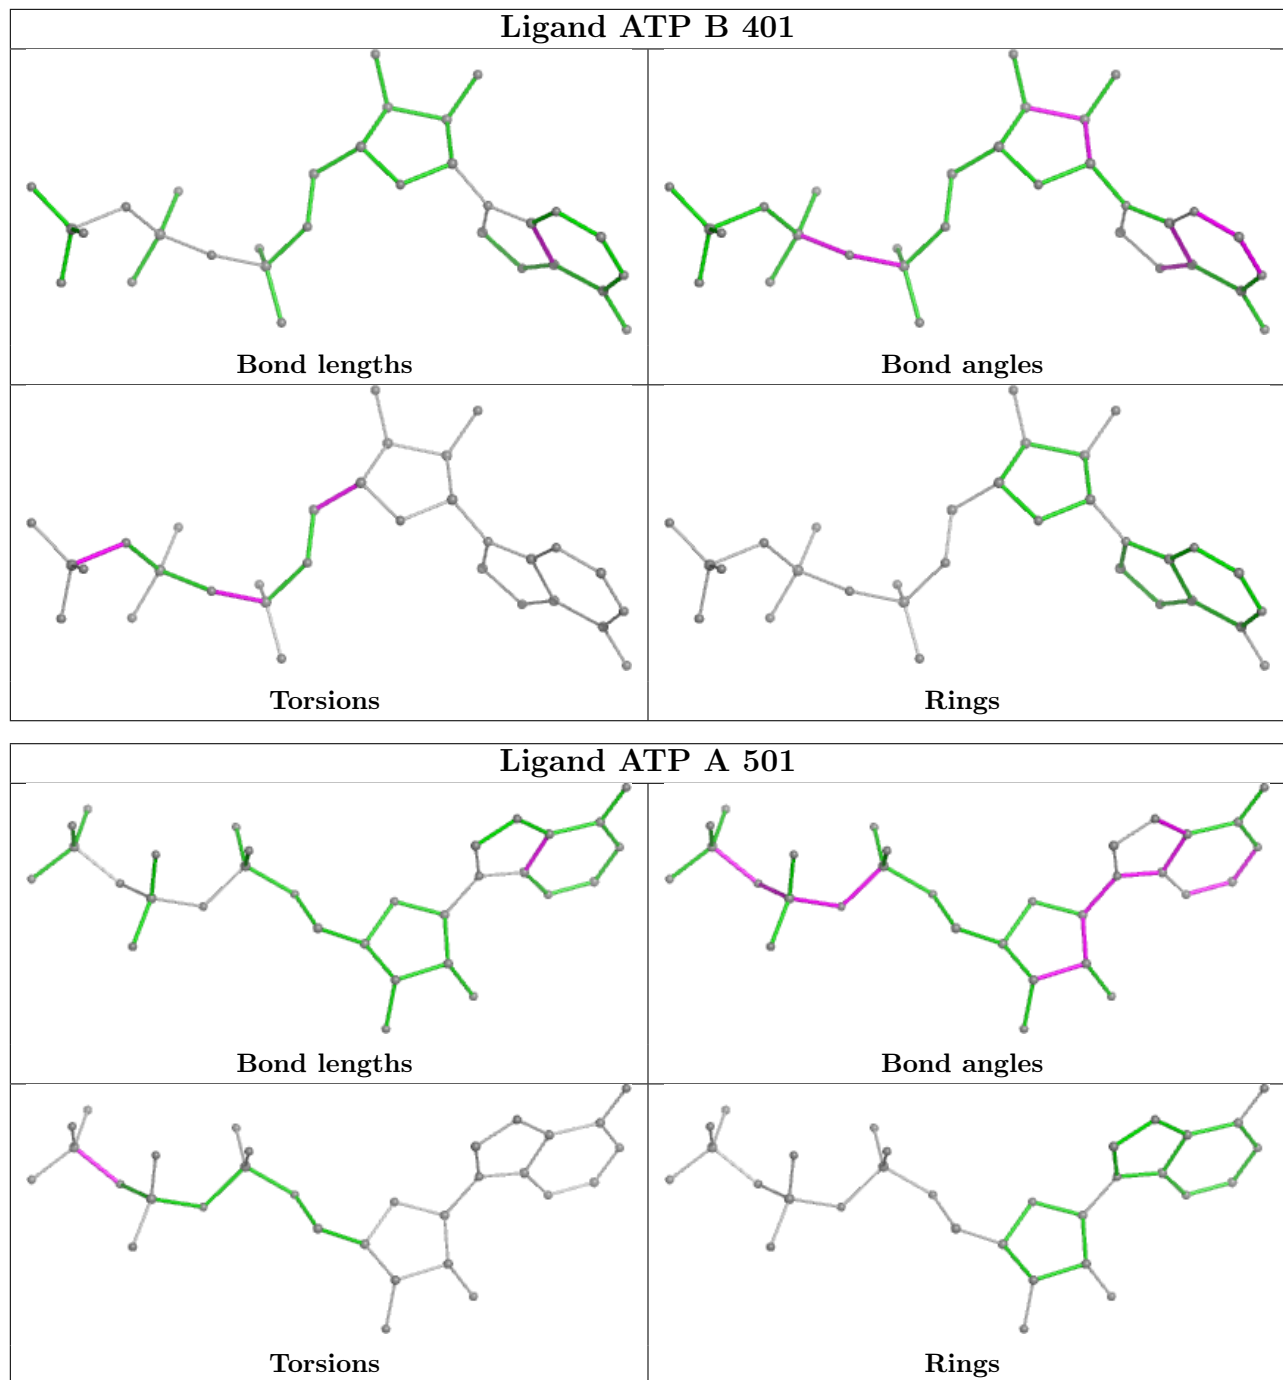 Ligand ATP B 401
Bond lengths
Bond angles
Torsions
Rings
Ligand ATP A 501
Bond lengths
Bond angles
Torsions
Rings